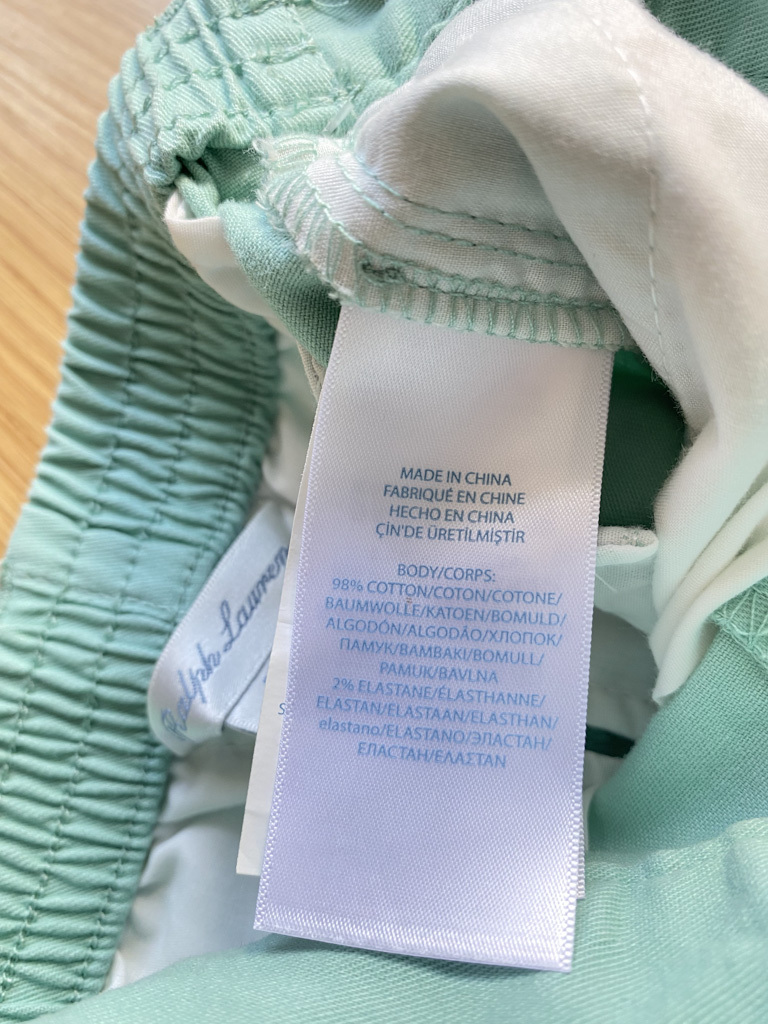 MADE IN CHINA
FABRIQUÉ EN CHINE
HECHO EN CHINA
ÇİN'DE ÜRETİLMİŞTİR
BODY/CORPS:
98% COTTON/COTON/COTONE/
BAUMWOLLE/KATOEN/BOMULD/
ALGODÓN/ALGODÃO/ХЛОПОК/
ПАМУК/ΒΑΜΒΑΚΙ/BOMULL/
PAMUK/BAVLNA
2% ELASTANE/ÉLASTHANNE/
ELASTAN/ELASTAAN/ELASTHAN/
elastano/ELASTANO/ЭЛАСТАН/
ЕЛАСТАН/ΕΛΑΣΤΑΝ
Ralph Lauren